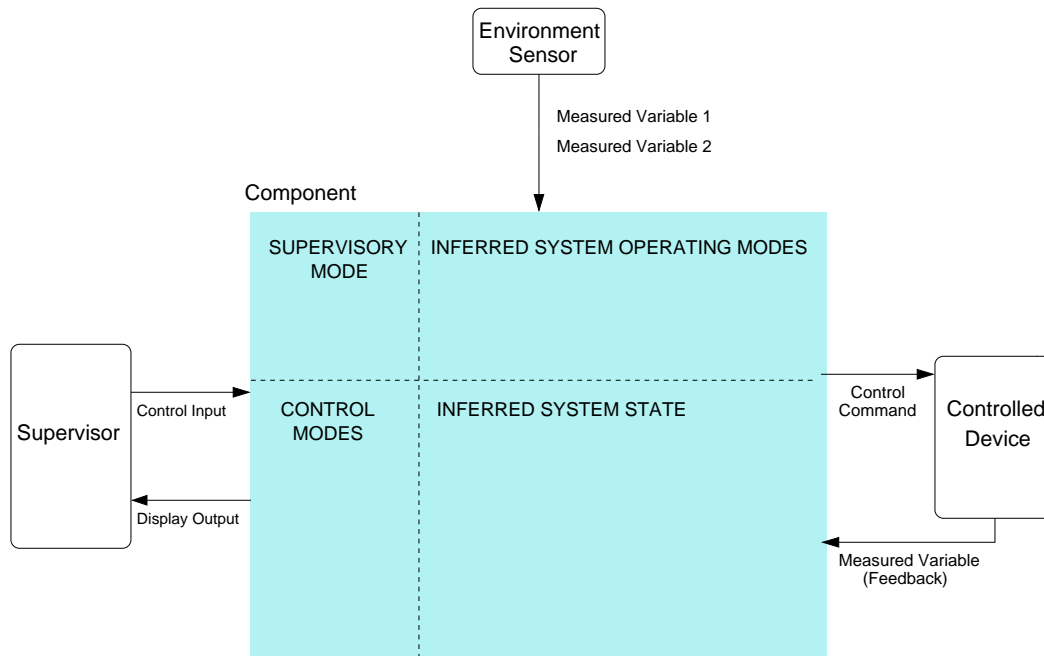 Environment
Sensor
Measured Variable 1
Measured Variable 2
Component
SUPERVISORY
MODE
INFERRED SYSTEM OPERATING MODES
Supervisor
Control Input
Display Output
CONTROL
MODES
INFERRED SYSTEM STATE
Control
Command
Controlled
Device
Measured Variable
(Feedback)